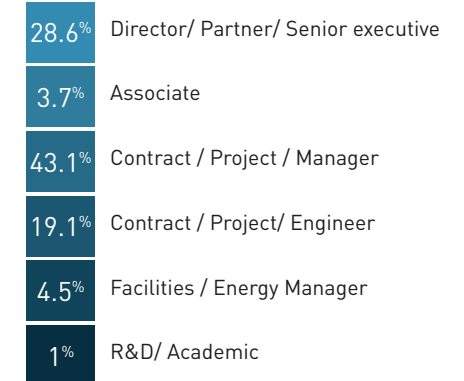 28.6% Director/ Partner/ Senior executive
3.7% Associate
43.1% Contract / Project / Manager
19.1% Contract / Project/ Engineer
4.5% Facilities / Energy Manager
1% R&D/ Academic